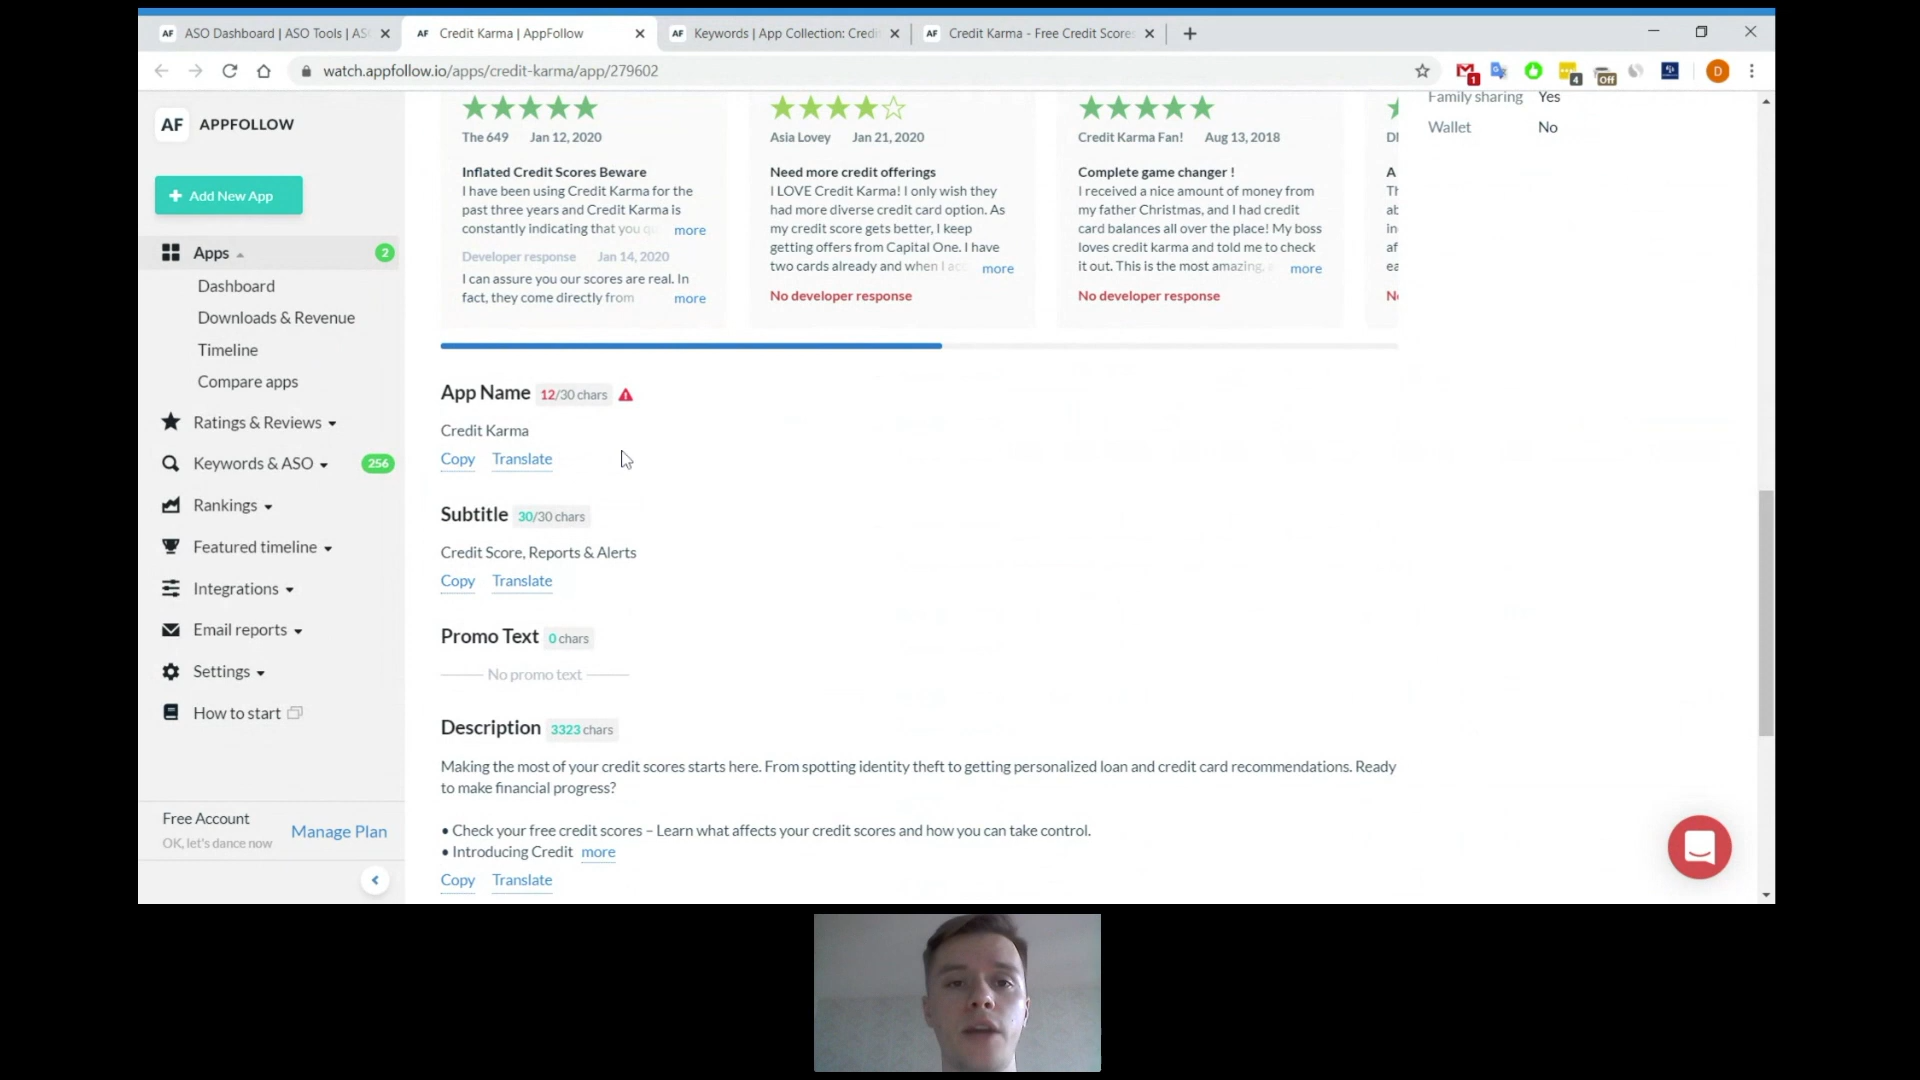 AF ASO Dashboard | ASO Tools | AS
AF Credit Karma | AppFollow
AF Keywords | App Collection: Credi
AF Credit Karma - Free Credit Scores
watch.appfollow.io/apps/credit-karma/app/279602
1
4
Off
D
AF APPFOLLOW
+ Add New App
Apps 2
Dashboard
Downloads & Revenue
Timeline
Compare apps
Ratings & Reviews
Keywords & ASO 256
Rankings
Featured timeline
Integrations
Email reports
Settings
How to start
Free Account
OK, let's dance now
Manage Plan
Family sharing Yes
Wallet No
The 649 Jan 12, 2020
Inflated Credit Scores Beware
I have been using Credit Karma for the
past three years and Credit Karma is
constantly indicating that you more
Developer response Jan 14, 2020
I can assure you our scores are real. In
fact, they come directly from more
Asia Lovey Jan 21, 2020
Need more credit offerings
I LOVE Credit Karma! I only wish they
had more diverse credit card option. As
my credit score gets better, I keep
getting offers from Capital One. I have
two cards already and when I more
No developer response
Credit Karma Fan! Aug 13, 2018
Complete game changer !
I received a nice amount of money from
my father Christmas, and I had credit
card balances all over the place! My boss
loves credit karma and told me to check
it out. This is the most amazing, more
No developer response
App Name 12/30 chars
Credit Karma
Copy Translate
Subtitle 30/30 chars
Credit Score, Reports & Alerts
Copy Translate
Promo Text 0 chars
No promo text
Description 3323 chars
Making the most of your credit scores starts here. From spotting identity theft to getting personalized loan and credit card recommendations. Ready
to make financial progress?
• Check your free credit scores – Learn what affects your credit scores and how you can take control.
• Introducing Credit more
Copy Translate